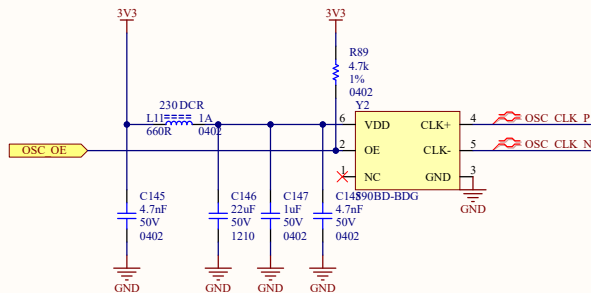 3V3
3V3
R89
4.7k
1%
0402
230 DCR
L11 1A
660R 0402
Y2
6 VDD CLK+ 4 OSC_CLK_P
OSC_OE
2 OE CLK- 5 OSC_CLK_N
1 NC GND 3
590BD-BDG
GND
C145
4.7nF
50V
0402
C146
22uF
50V
1210
C147
1uF
50V
0402
C148
4.7nF
50V
0402
GND
GND
GND
GND